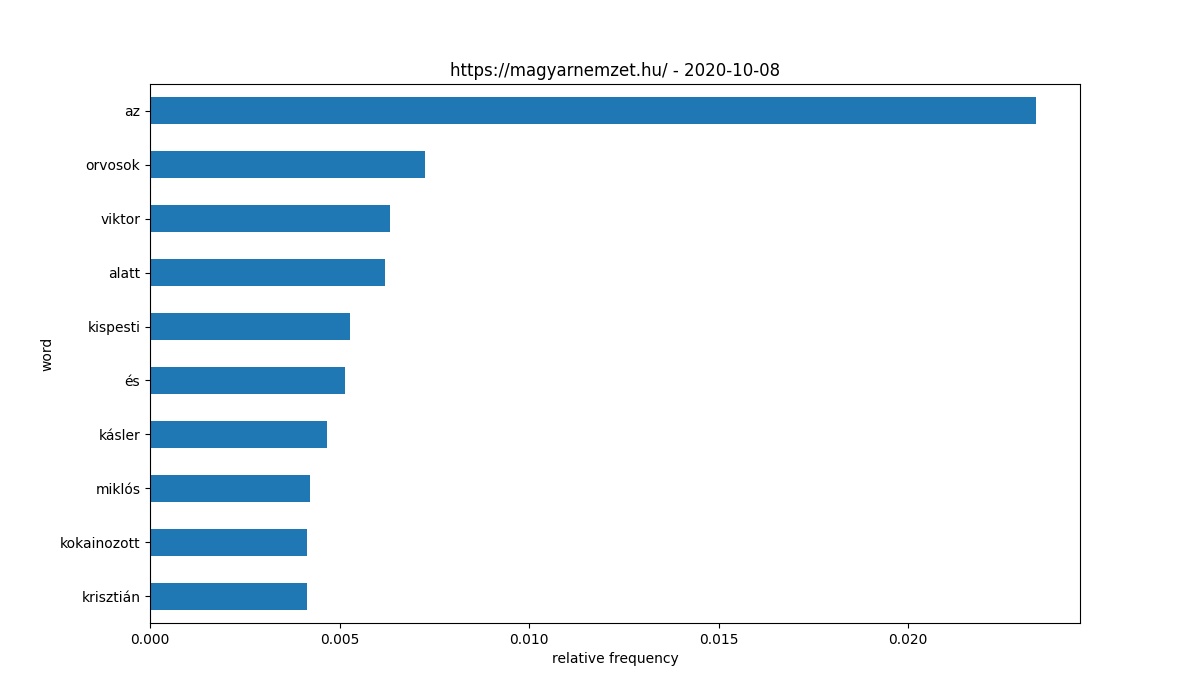 https://magyarnemzet.hu/ - 2020-10-08
az
orvosok
viktor
alatt
kispesti
és
kásler
miklós
kokainozott
krisztián
word
0.000 0.005 0.010 0.015 0.020
relative frequency